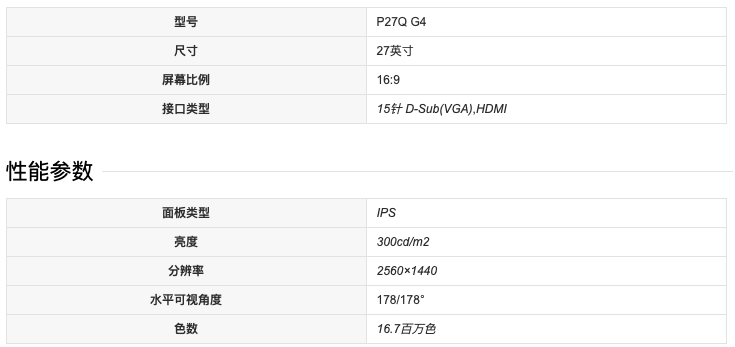 型号 P27Q G4
尺寸 27英寸
屏幕比例 16:9
接口类型 15针 D-Sub(VGA),HDMI
性能参数
面板类型 IPS
亮度 300cd/m2
分辨率 2560×1440
水平可视角度 178/178°
色数 16.7百万色